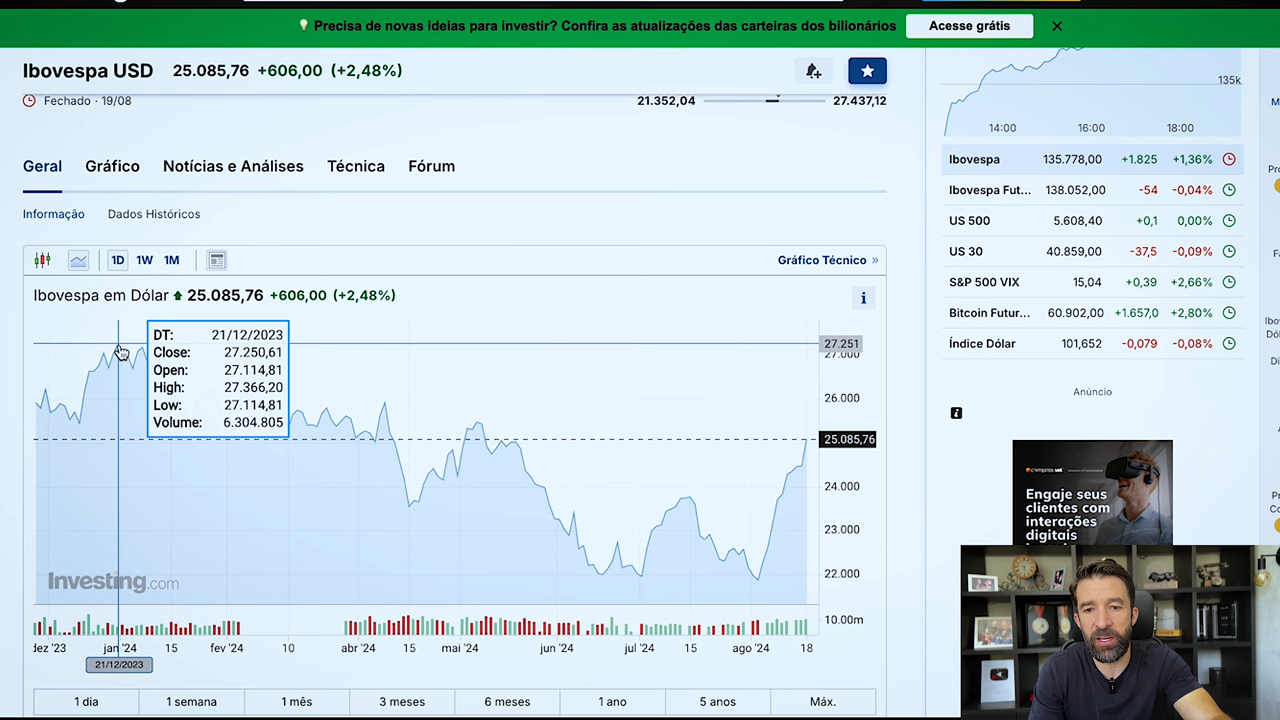 💡 Precisa de novas ideias para investir? Confira as atualizações das carteiras dos bilionários Acesse grátis
Ibovespa USD 25.085,76 +606,00 (+2,48%)
Fechado · 19/08 21.352,04 27.437,12
Geral Gráfico Notícias e Análises Técnica Fórum
Informação Dados Históricos
1D 1W 1M Gráfico Técnico »
Ibovespa em Dólar 25.085,76 +606,00 (+2,48%)
DT: 21/12/2023
Close: 27.250,61
Open: 27.114,81
High: 27.366,20
Low: 27.114,81
Volume: 6.304.805
27.251
27.000
26.000
25.085,76
24.000
23.000
22.000
10.00m
Investing.com
dez '23 jan '24 15 fev '24 10 abr '24 15 mai '24 jun '24 jul '24 15 ago '24 18
21/12/2023
1 dia 1 semana 1 mês 3 meses 6 meses 1 ano 5 anos Máx.
135k
14:00 16:00 18:00
Ibovespa 135.778,00 +1.825 +1,36%
Ibovespa Fut... 138.052,00 -54 -0,04%
US 500 5.608,40 +0,1 0,00%
US 30 40.859,00 -37,5 -0,09%
S&P 500 VIX 15,04 +0,39 +2,66%
Bitcoin Futur... 60.902,00 +1.657,0 +2,80%
Índice Dólar 101,652 -0,079 -0,08%
Anúncio
compass uol
Engaje seus
clientes com
interações
digitais